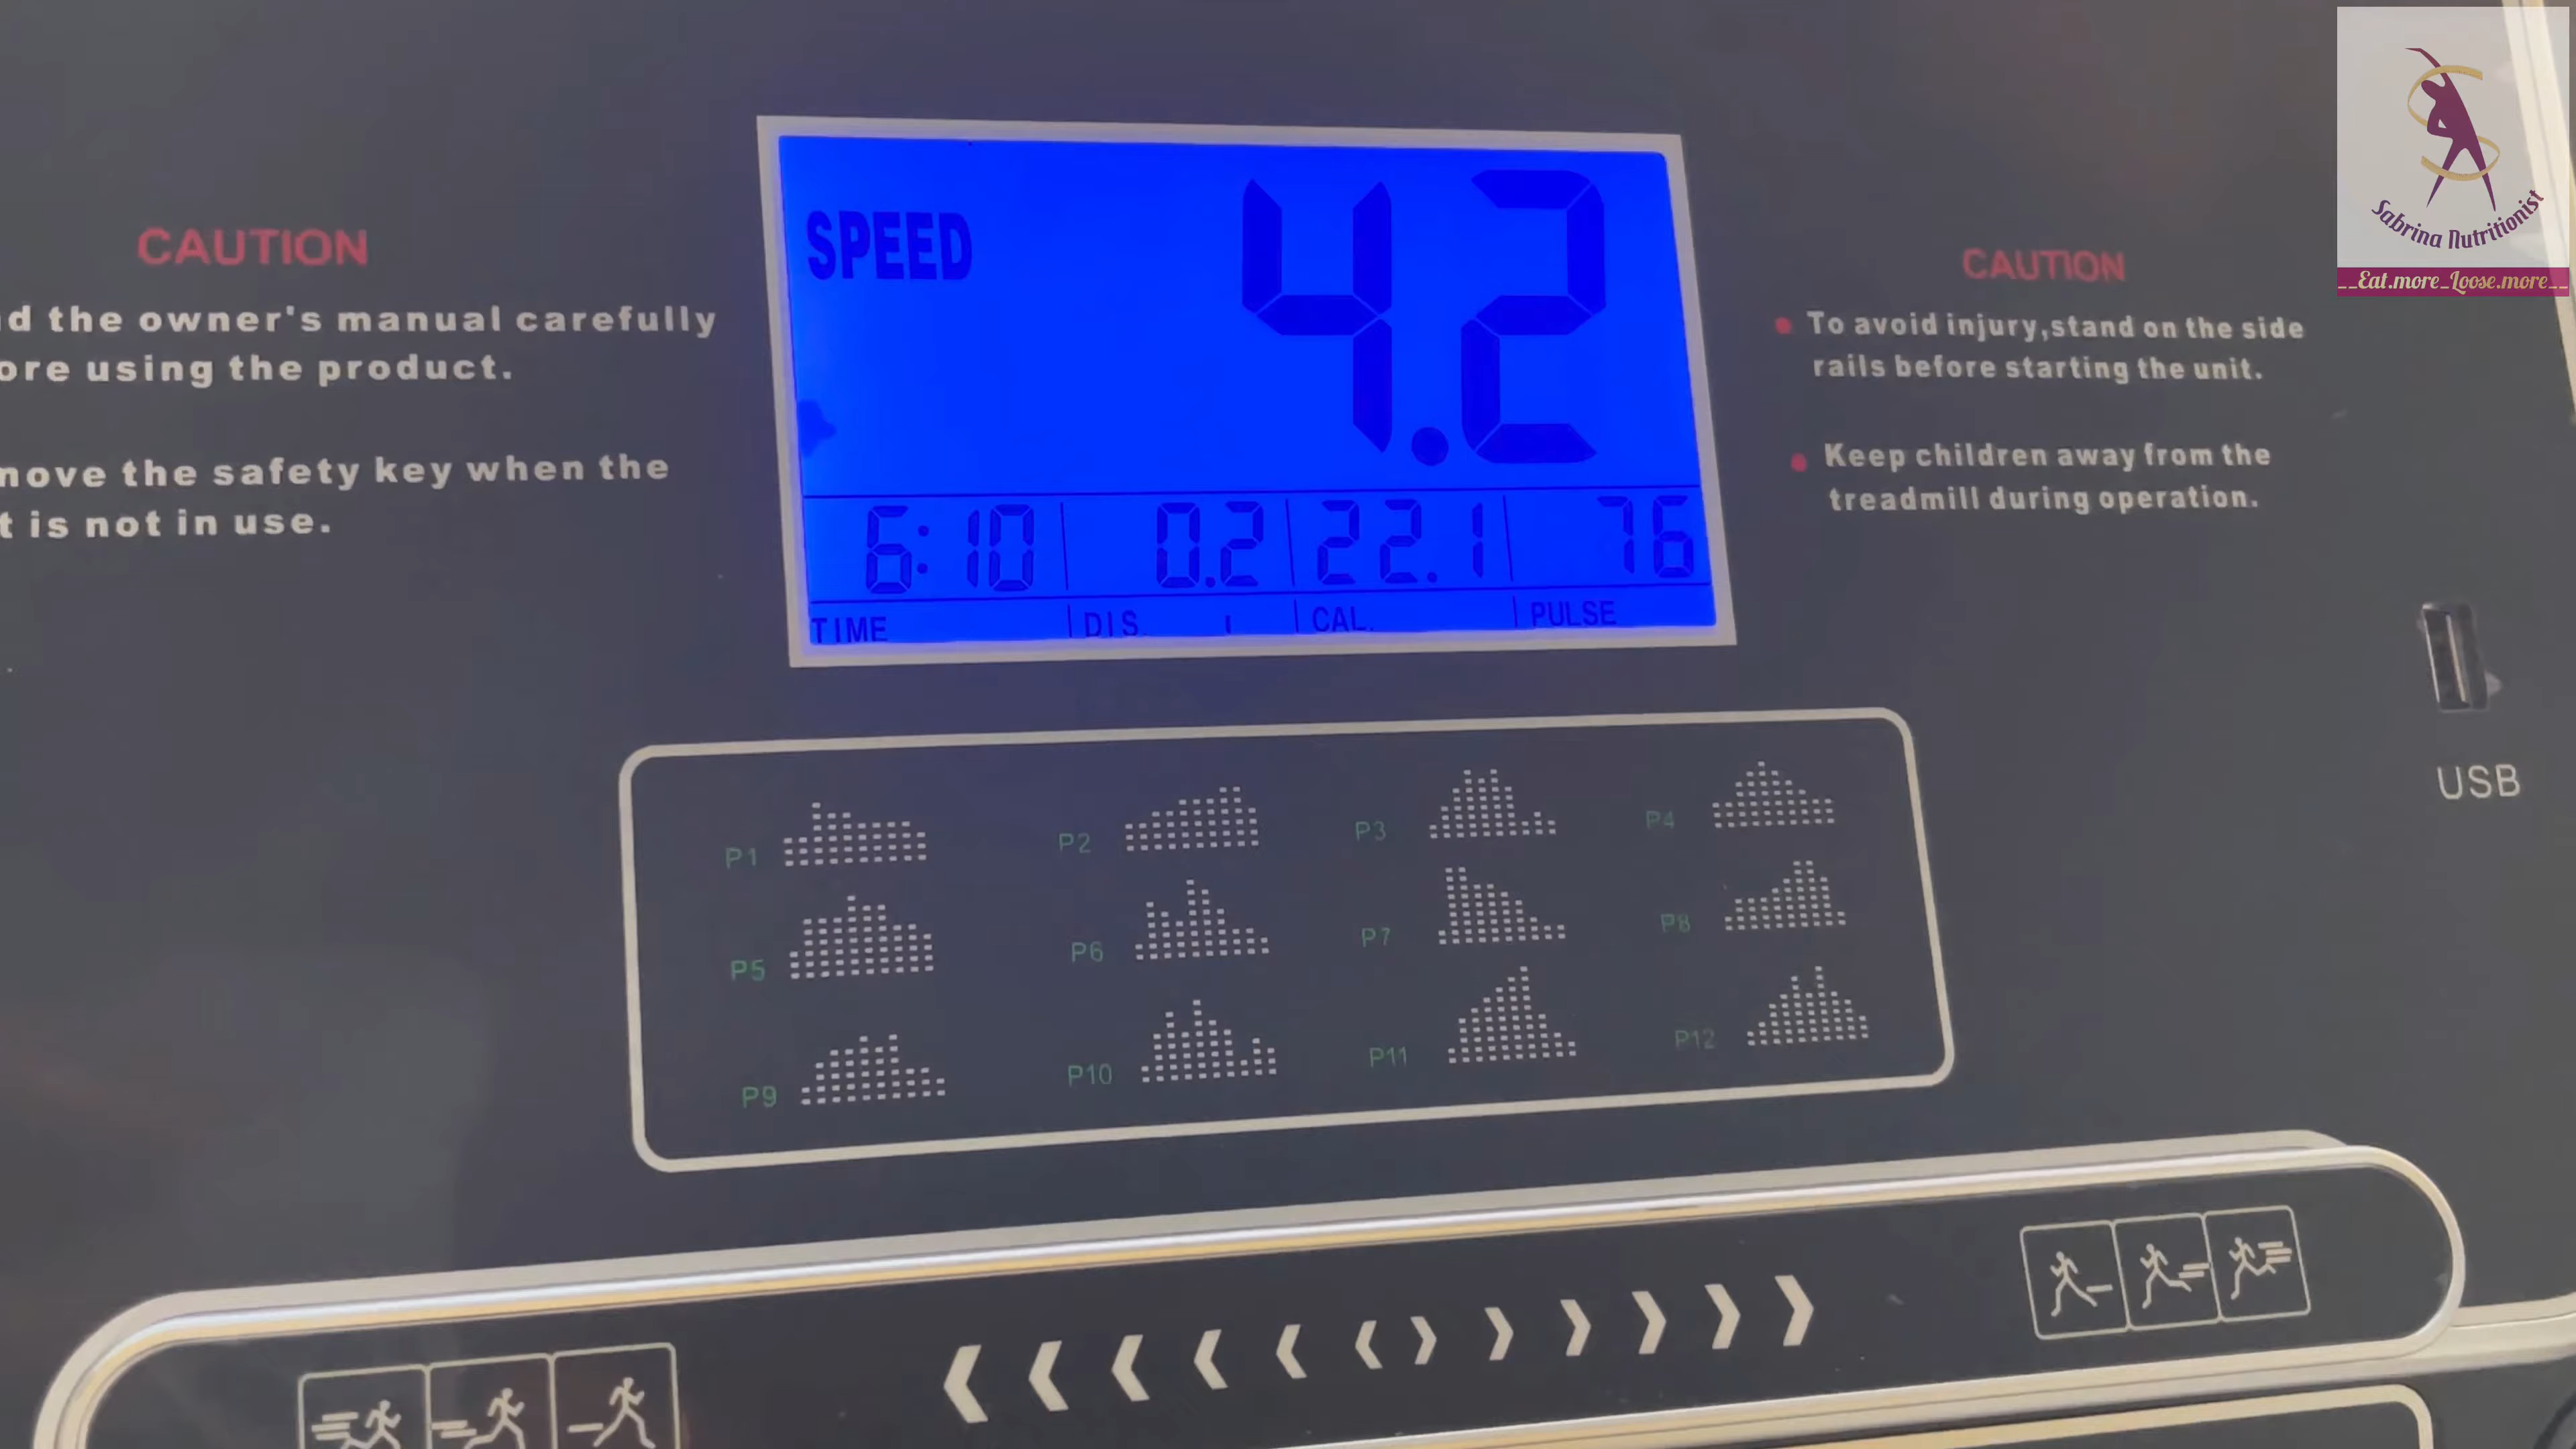 CAUTION
d the owner's manual carefully
ore using the product.
move the safety key when the
t is not in use.
SPEED
4.2
6:10 0.2 22.1 76
TIME DIS. CAL. PULSE
CAUTION
To avoid injury,stand on the side
rails before starting the unit.
Keep children away from the
treadmill during operation.
Sabrina Nutritionist
__Eat.more_Loose.more__
USB
P1 P2 P3 P4
P5 P6 P7 P8
P9 P10 P11 P12